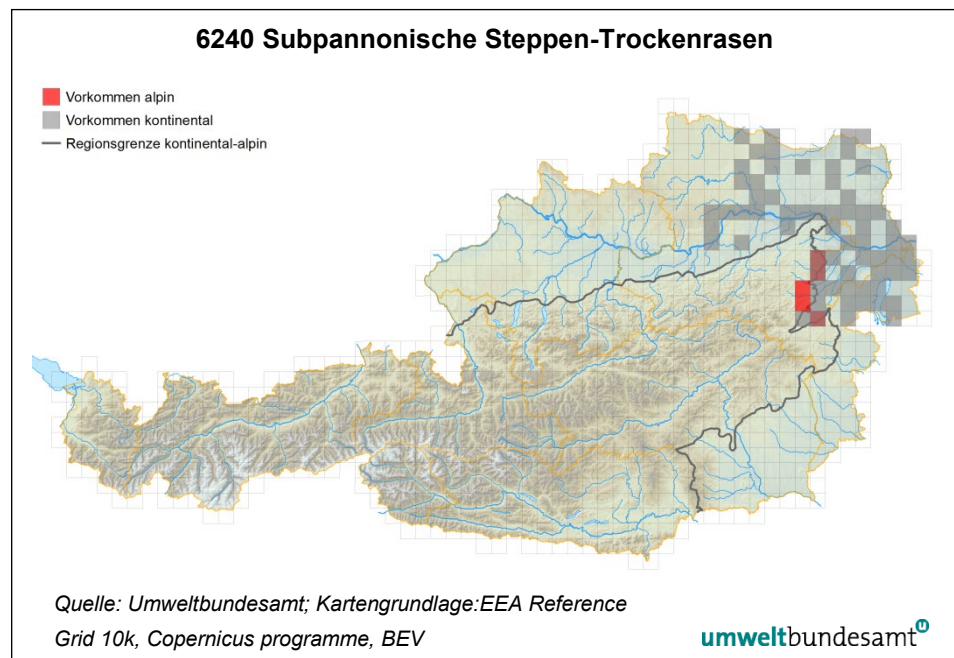 6240 Subpannonische Steppen-Trockenrasen
Vorkommen alpin
Vorkommen kontinental
Regionsgrenze kontinental-alpin
Quelle: Umweltbundesamt; Kartengrundlage:EEA Reference
Grid 10k, Copernicus programme, BEV
umweltbundesamt U